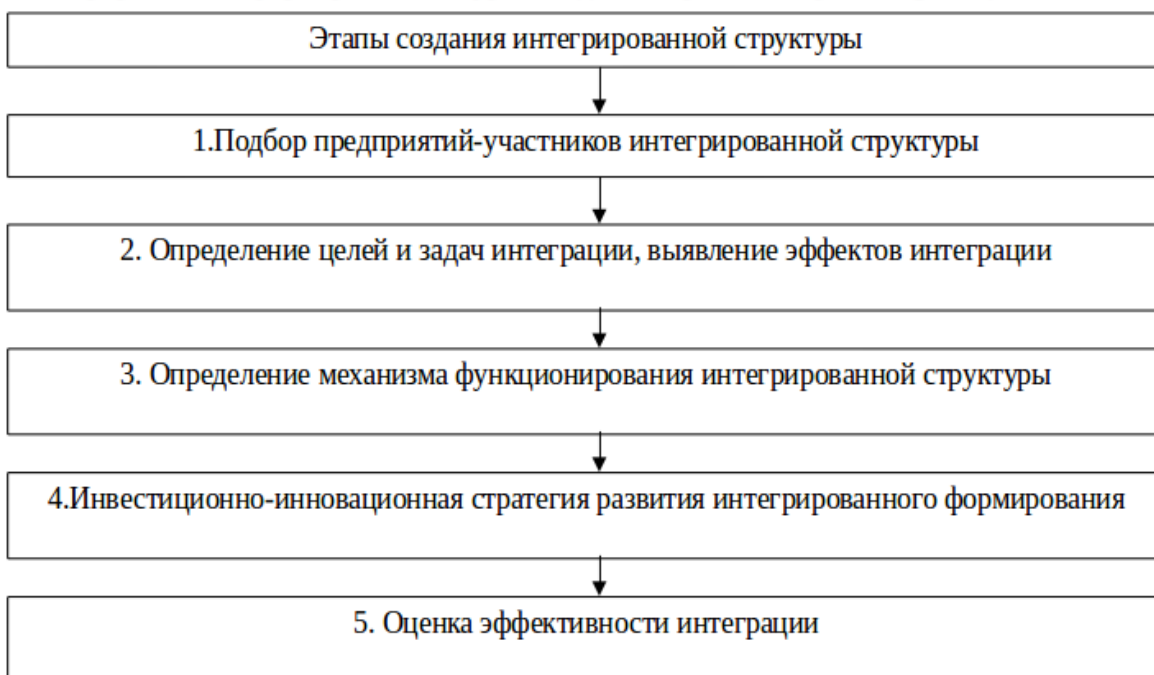 Этапы создания интегрированной структуры
1.Подбор предприятий-участников интегрированной структуры
2. Определение целей и задач интеграции, выявление эффектов интеграции
3. Определение механизма функционирования интегрированной структуры
4.Инвестиционно-инновационная стратегия развития интегрированного формирования
5. Оценка эффективности интеграции